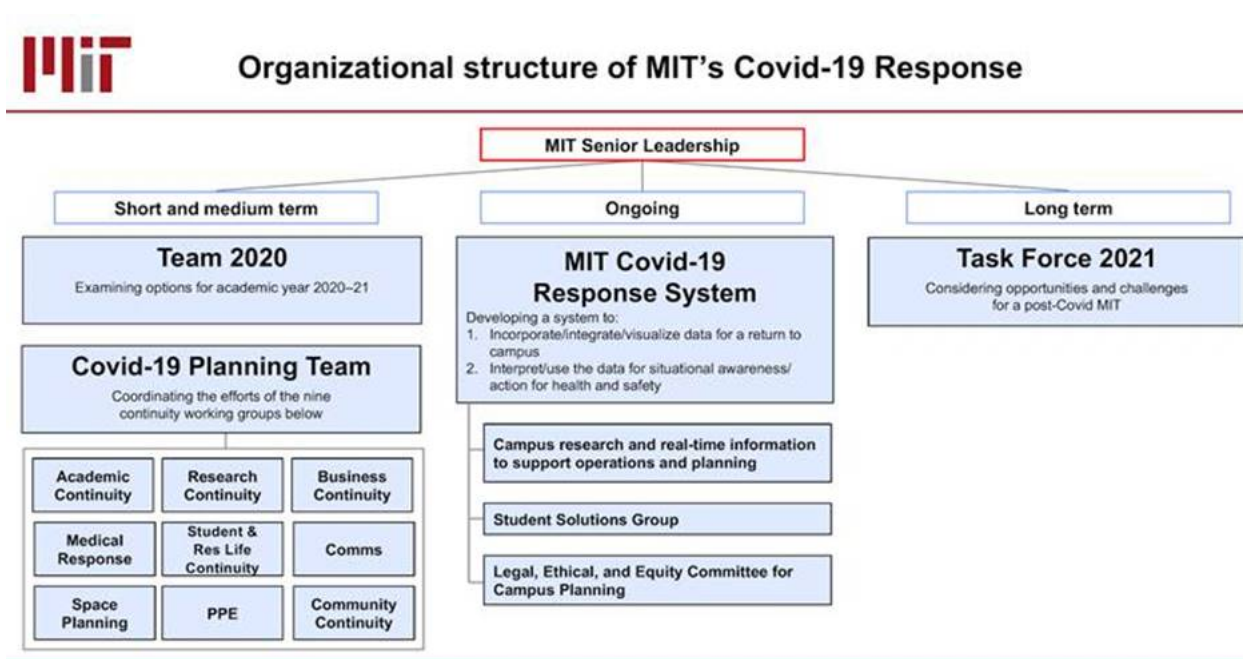 MIT
Organizational structure of MIT's Covid-19 Response
MIT Senior Leadership
Short and medium term
Ongoing
Long term
Team 2020
Examining options for academic year 2020–21
Covid-19 Planning Team
Coordinating the efforts of the nine
continuity working groups below
Academic
Continuity
Research
Continuity
Business
Continuity
Medical
Response
Student &
Res Life
Continuity
Comms
Space
Planning
PPE
Community
Continuity
MIT Covid-19
Response System
Developing a system to:
1. Incorporate/integrate/visualize data for a return to
campus
2. Interpret/use the data for situational awareness/
action for health and safety
Campus research and real-time information
to support operations and planning
Student Solutions Group
Legal, Ethical, and Equity Committee for
Campus Planning
Task Force 2021
Considering opportunities and challenges
for a post-Covid MIT